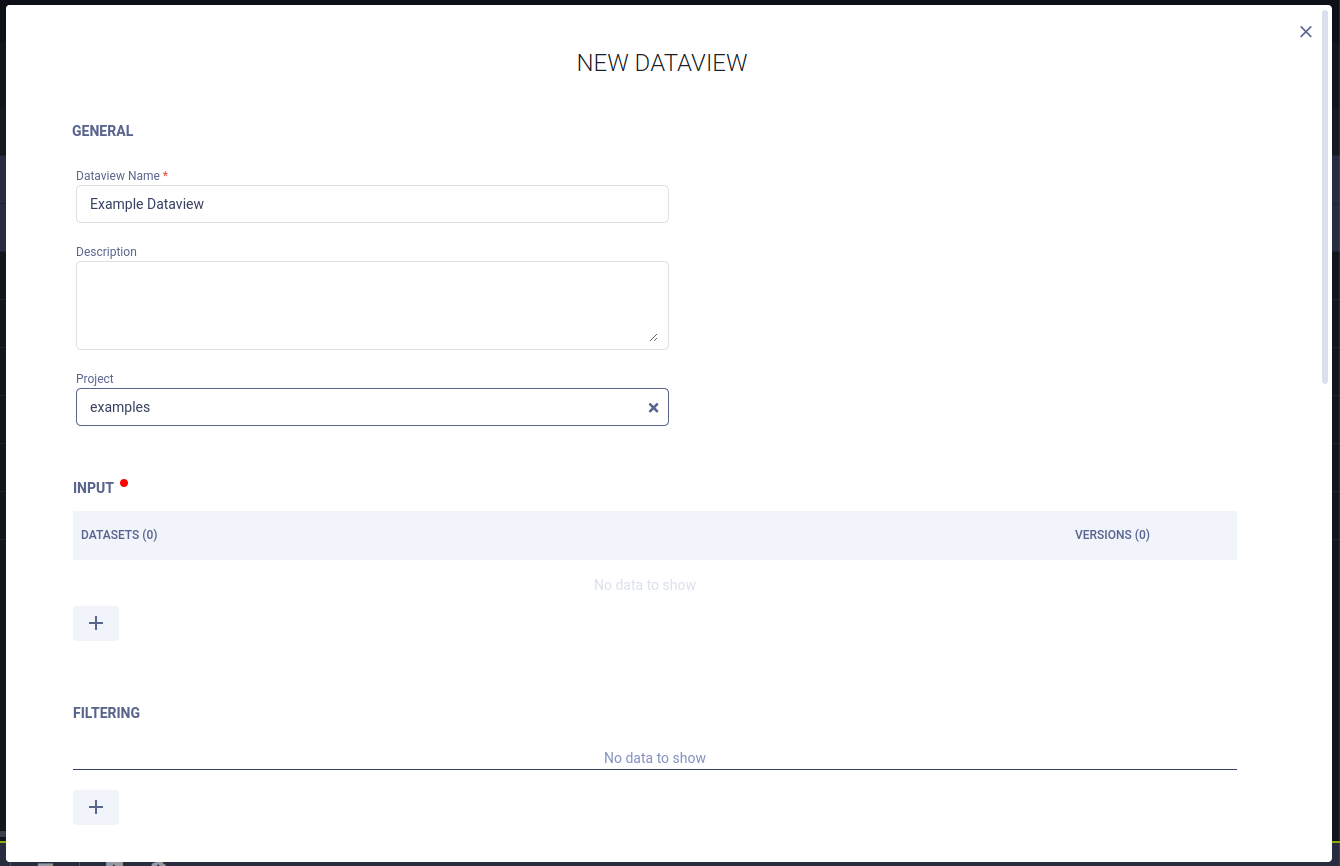 NEW DATAVIEW
GENERAL
Dataview Name *
Example Dataview
Description
Project
examples
INPUT
DATASETS (0) VERSIONS (0)
No data to show
FILTERING
No data to show